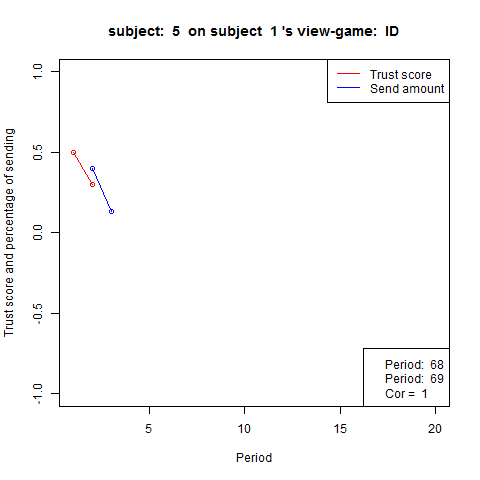 subject:  5  on subject  1 's view-game:  ID
Trust score
Send amount
Trust score and percentage of sending
1.0
0.5
0.0
-0.5
-1.0
Period:  68
Period:  69
Cor =  1
5 10 15 20
Period